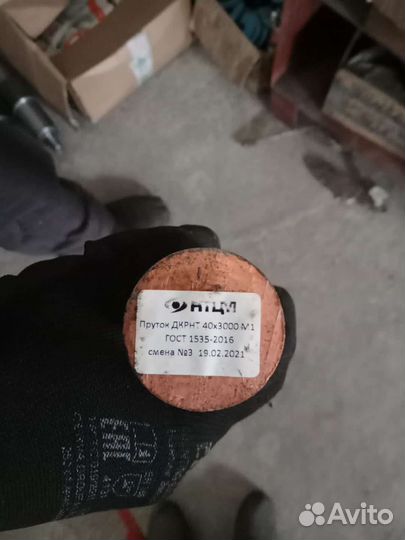 НТЦМ
Пруток ДКРНТ 40х3000 М1
ГОСТ 1535-2016
смена №3 19.02.2021
Avito